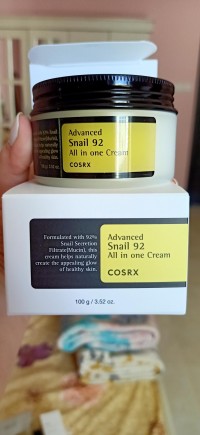 Advanced
Snail 92
All in one Cream
COSRX
Formulated with 92%
Snail Secretion
Filtrate(Mucin), this
cream helps naturally
create the appealing glow
of healthy skin.
Advanced
Snail 92
All in one Cream
COSRX
100 g / 3.52 oz.